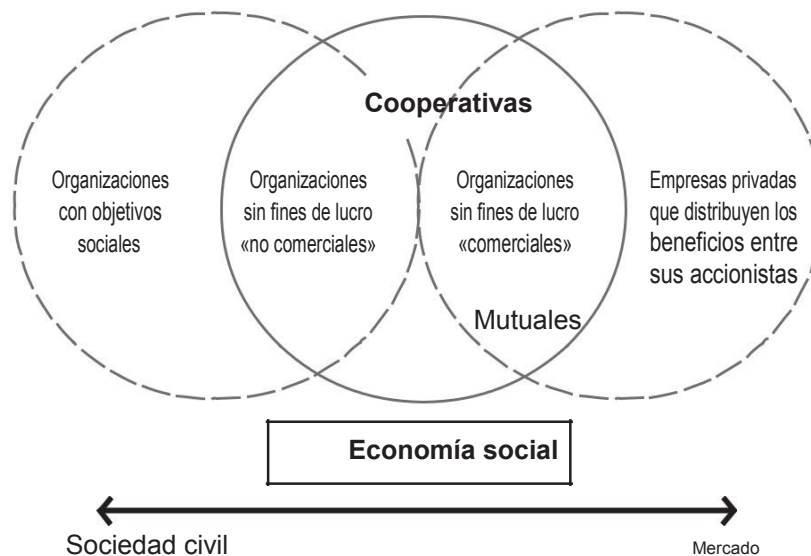 Cooperativas
Organizaciones
con objetivos
sociales
Organizaciones
sin fines de lucro
«no comerciales»
Organizaciones
sin fines de lucro
«comerciales»
Empresas privadas
que distribuyen los
beneficios entre
sus accionistas
Mutuales
Economía social
Sociedad civil
Mercado